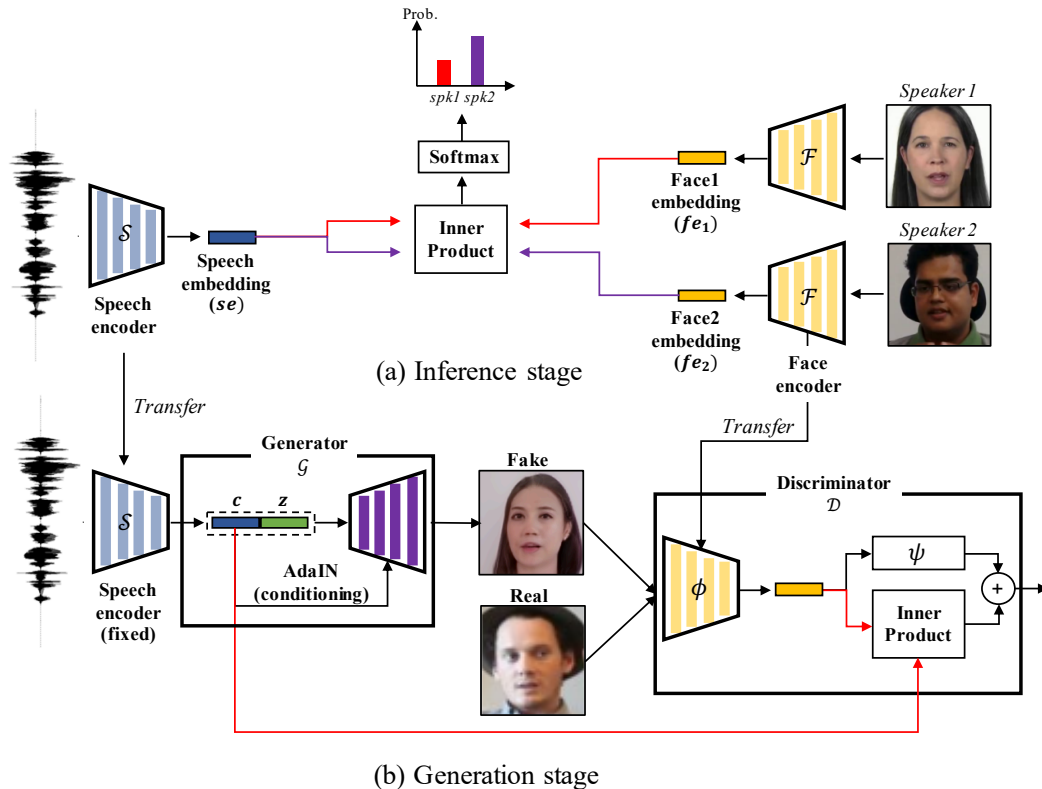 Prob.
spk1 spk2
Softmax
Inner
Product
Speaker 1
ℱ
Face1
embedding
(fe₁)
𝒮
Speech
embedding
(se)
Speech
encoder
Speaker 2
ℱ
Face2
embedding
(fe₂)
Face
encoder
(a) Inference stage
Transfer
Transfer
Generator
𝒢
𝒮
c z
AdaIN
(conditioning)
Speech
encoder
(fixed)
Fake
Real
Discriminator
𝒟
ϕ
ψ
Inner
Product
+
(b) Generation stage